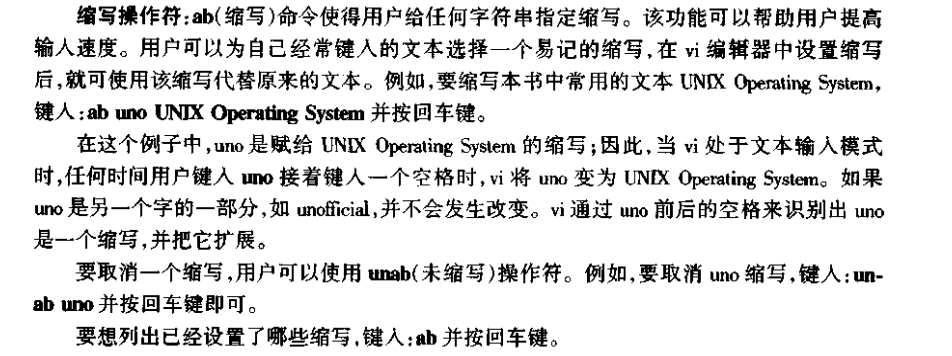 缩写操作符:ab(缩写)命令使得用户给任何字符串指定缩写。该功能可以帮助用户提高
输入速度。用户可以为自己经常键入的文本选择一个易记的缩写,在 vi 编辑器中设置缩写
后,就可使用该缩写代替原来的文本。例如,要缩写本书中常用的文本 UNIX Operating System,
键入:ab uno UNIX Operating System 并按回车键。
在这个例子中,uno 是赋给 UNIX Operating System 的缩写;因此,当 vi 处于文本输入模式
时,任何时间用户键入 uno 接着键入一个空格时,vi 将 uno 变为 UNIX Operating System。如果
uno 是另一个字的一部分,如 unofficial,并不会发生改变。vi 通过 uno 前后的空格来识别出 uno
是一个缩写,并把它扩展。
要取消一个缩写,用户可以使用 unab(未缩写)操作符。例如,要取消 uno 缩写,键入:un-
ab uno 并按回车键即可。
要想列出已经设置了哪些缩写,键入:ab 并按回车键。